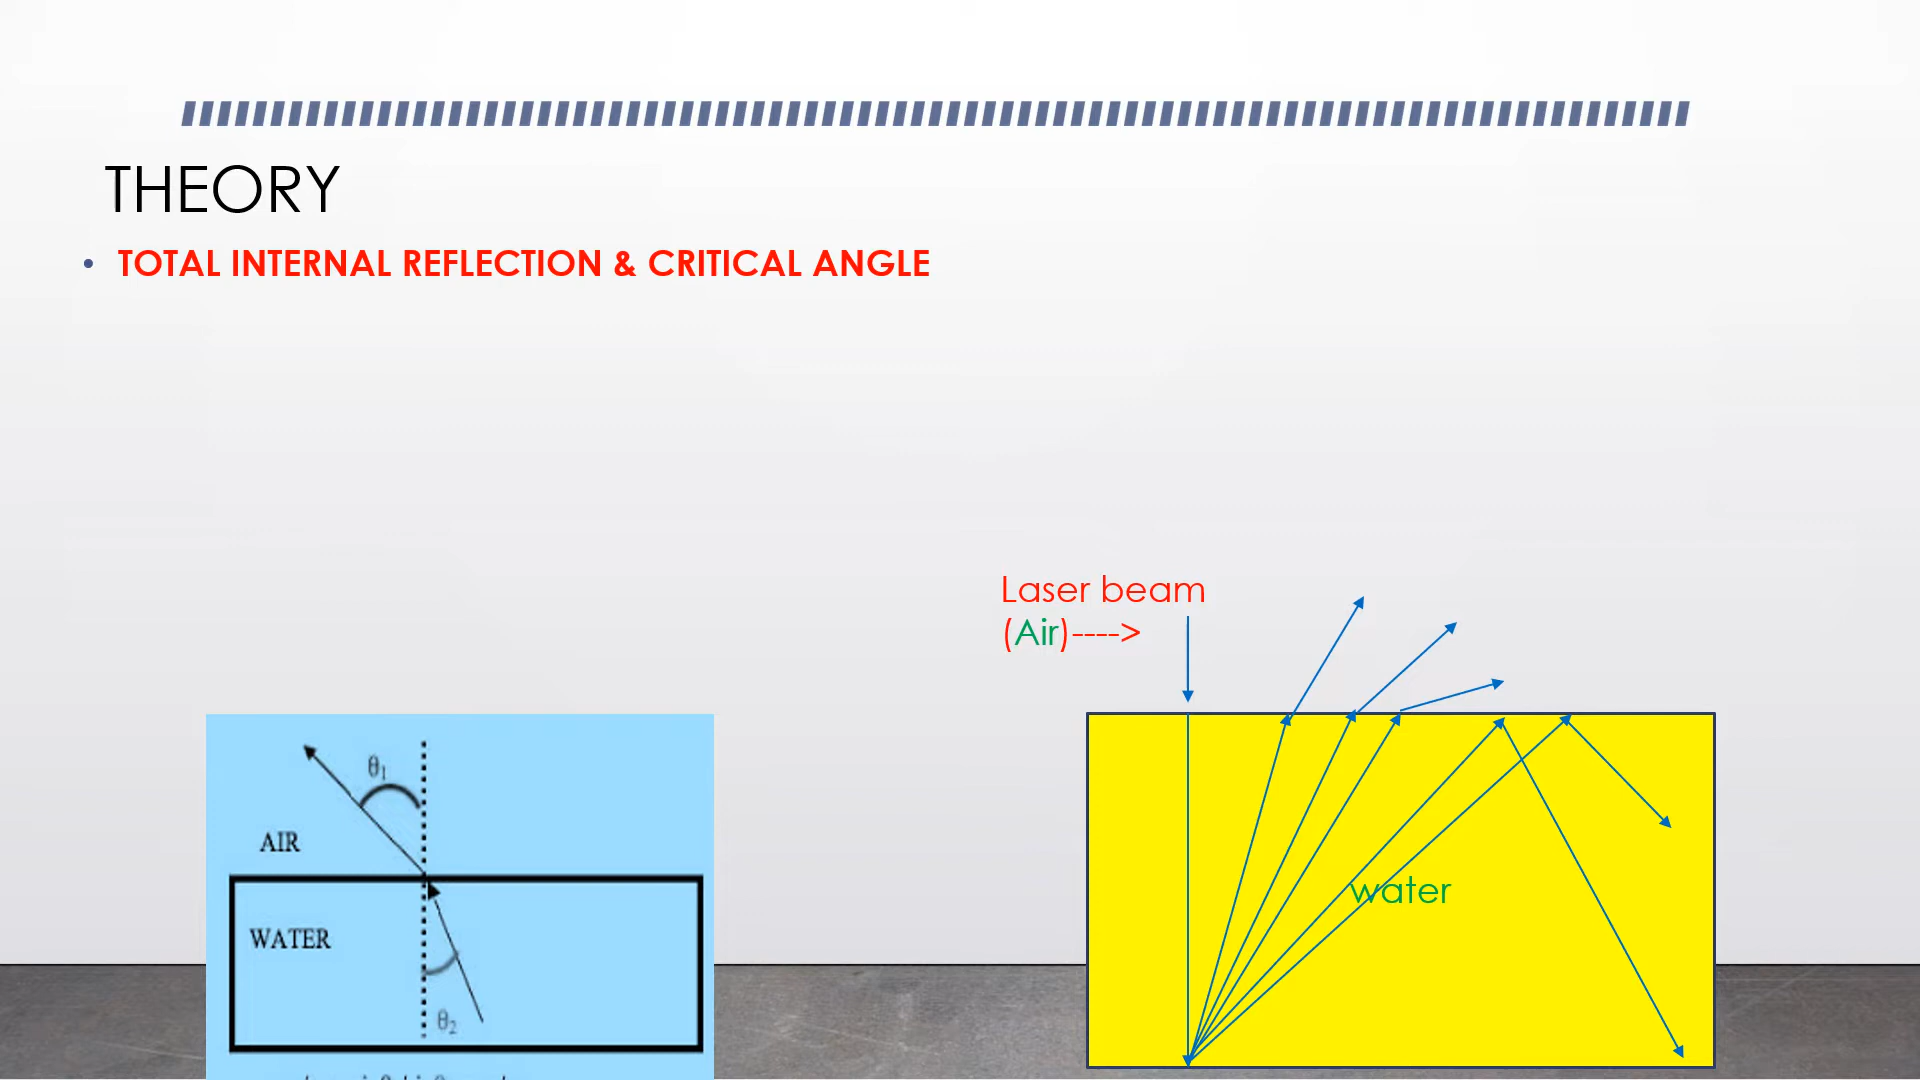 THEORY
• TOTAL INTERNAL REFLECTION & CRITICAL ANGLE
Laser beam
(Air)---->
θ1
AIR
WATER
θ2
water